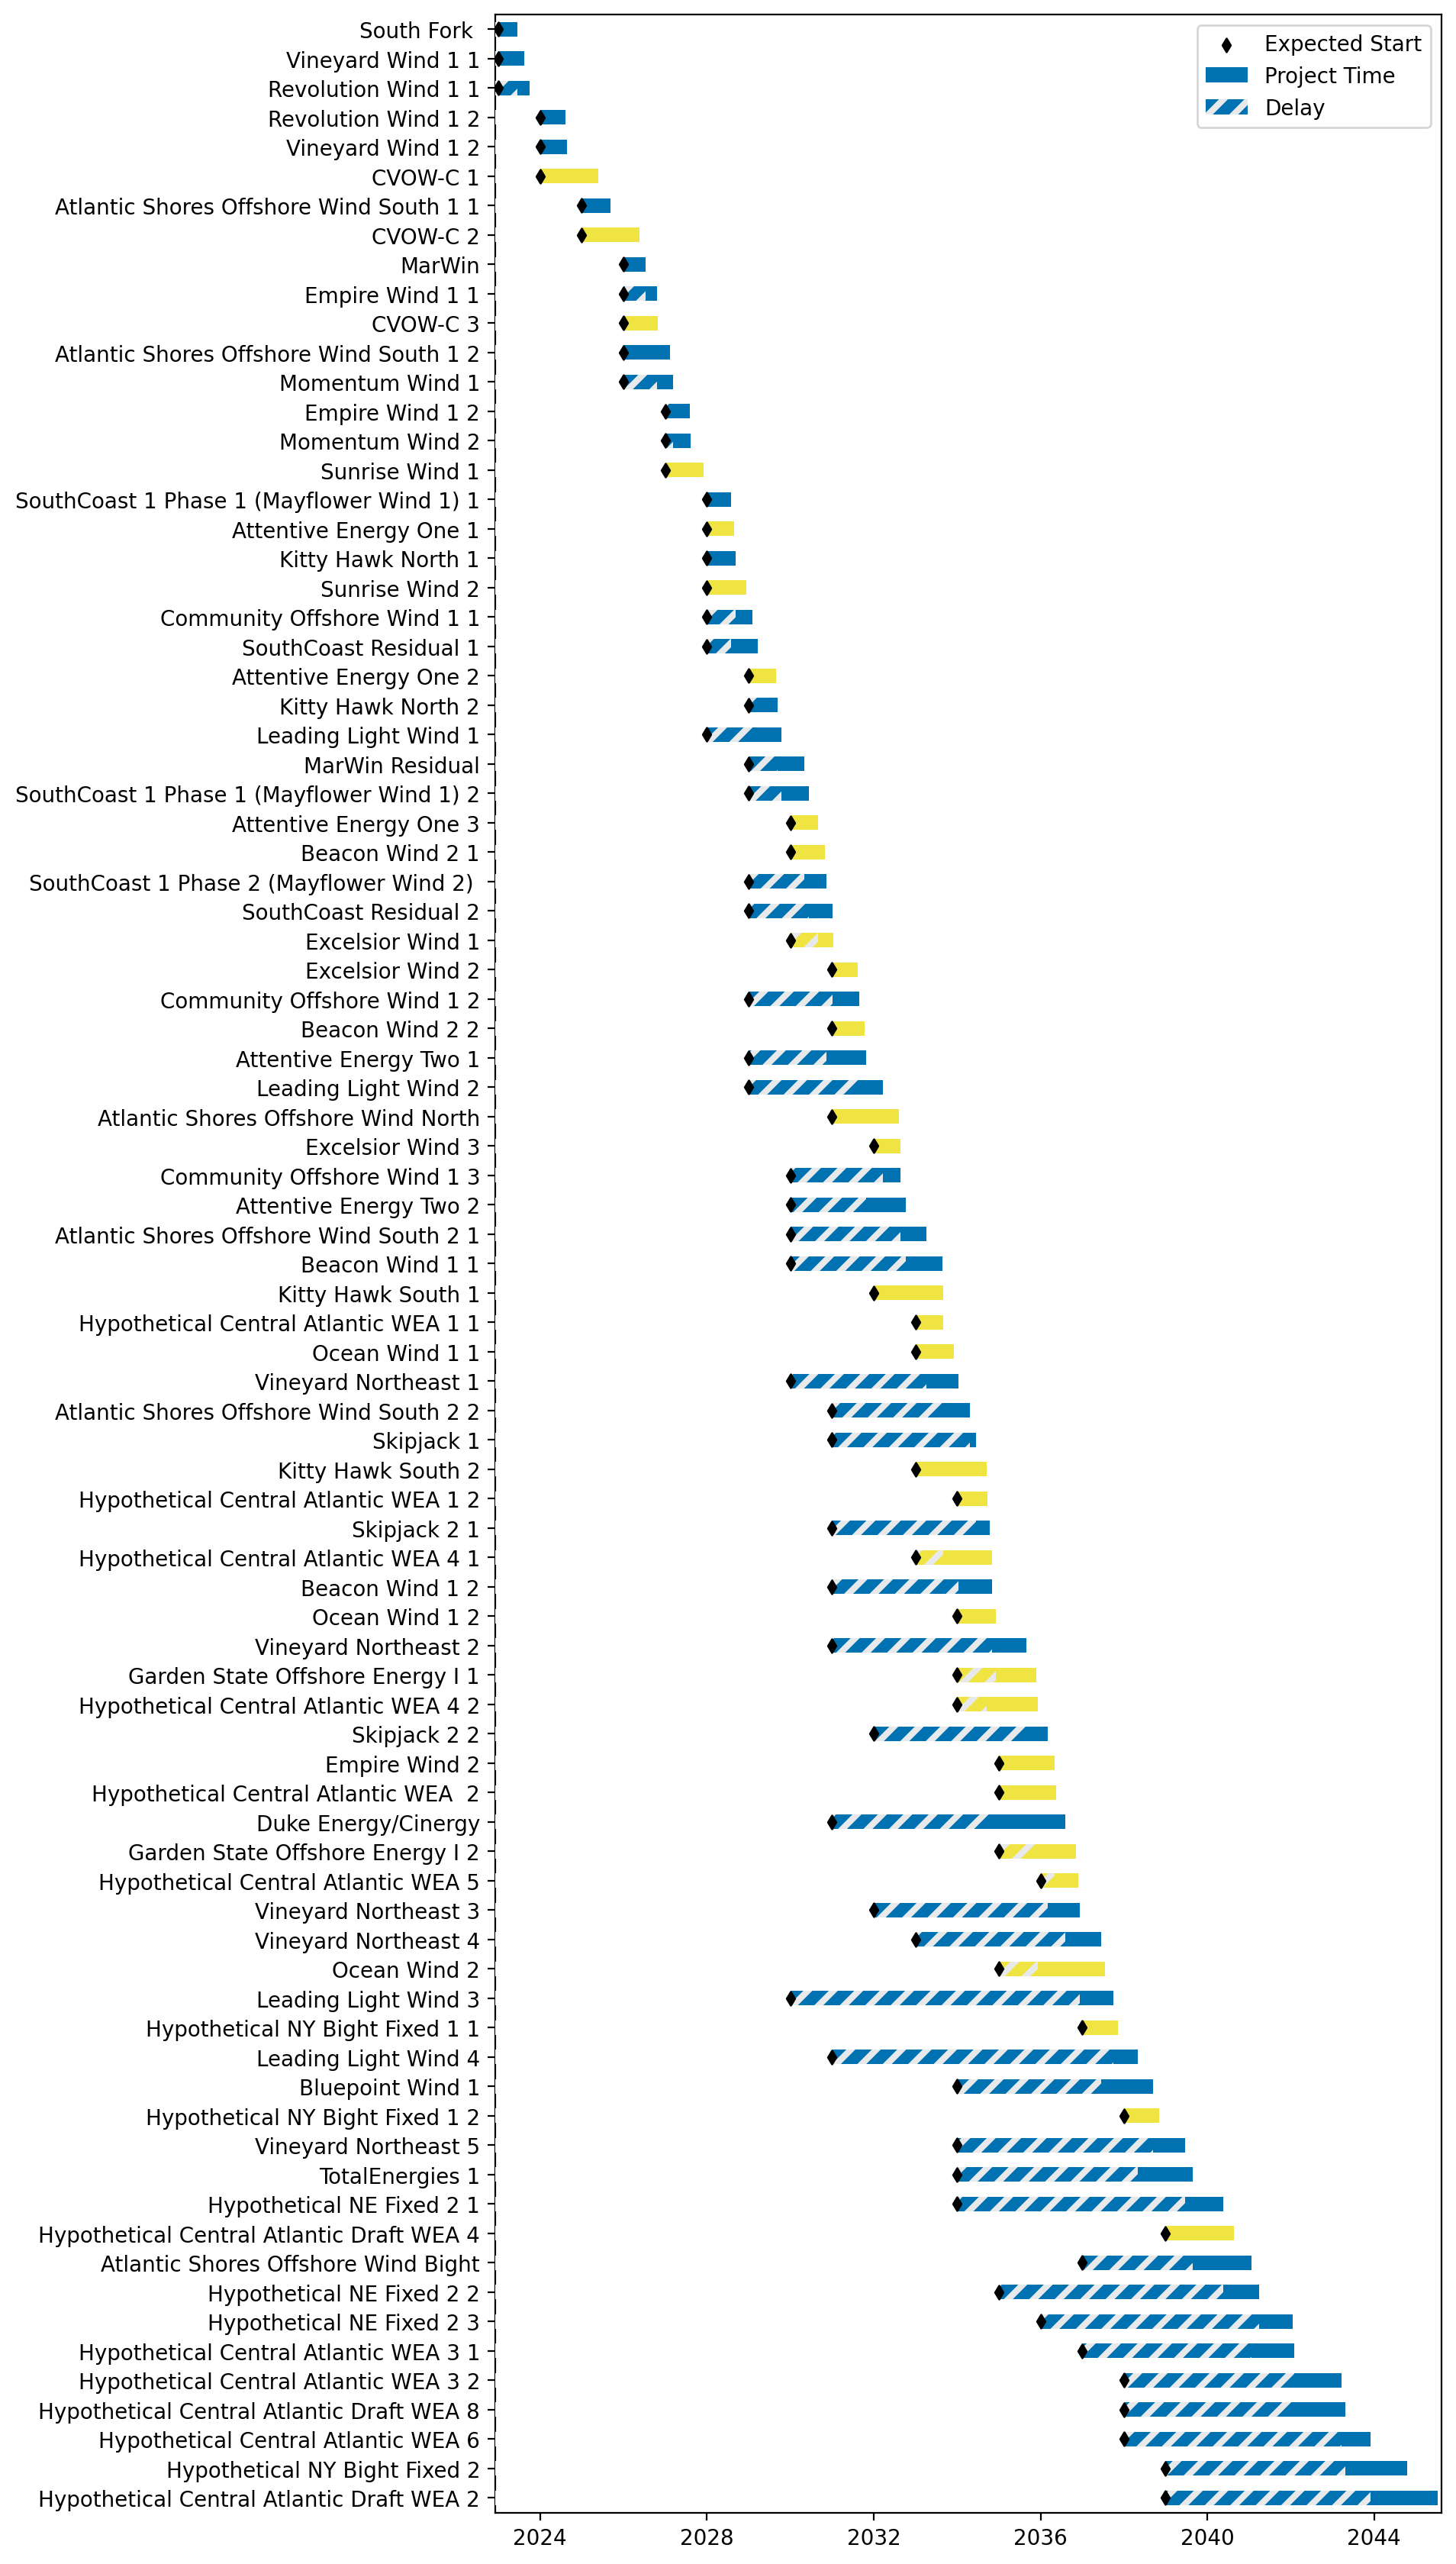 South Fork
Vineyard Wind 1 1
Revolution Wind 1 1
Revolution Wind 1 2
Vineyard Wind 1 2
CVOW-C 1
Atlantic Shores Offshore Wind South 1 1
CVOW-C 2
MarWin
Empire Wind 1 1
CVOW-C 3
Atlantic Shores Offshore Wind South 1 2
Momentum Wind 1
Empire Wind 1 2
Momentum Wind 2
Sunrise Wind 1
SouthCoast 1 Phase 1 (Mayflower Wind 1) 1
Attentive Energy One 1
Kitty Hawk North 1
Sunrise Wind 2
Community Offshore Wind 1 1
SouthCoast Residual 1
Attentive Energy One 2
Kitty Hawk North 2
Leading Light Wind 1
MarWin Residual
SouthCoast 1 Phase 1 (Mayflower Wind 1) 2
Attentive Energy One 3
Beacon Wind 2 1
SouthCoast 1 Phase 2 (Mayflower Wind 2)
SouthCoast Residual 2
Excelsior Wind 1
Excelsior Wind 2
Community Offshore Wind 1 2
Beacon Wind 2 2
Attentive Energy Two 1
Leading Light Wind 2
Atlantic Shores Offshore Wind North
Excelsior Wind 3
Community Offshore Wind 1 3
Attentive Energy Two 2
Atlantic Shores Offshore Wind South 2 1
Beacon Wind 1 1
Kitty Hawk South 1
Hypothetical Central Atlantic WEA 1 1
Ocean Wind 1 1
Vineyard Northeast 1
Atlantic Shores Offshore Wind South 2 2
Skipjack 1
Kitty Hawk South 2
Hypothetical Central Atlantic WEA 1 2
Skipjack 2 1
Hypothetical Central Atlantic WEA 4 1
Beacon Wind 1 2
Ocean Wind 1 2
Vineyard Northeast 2
Garden State Offshore Energy I 1
Hypothetical Central Atlantic WEA 4 2
Skipjack 2 2
Empire Wind 2
Hypothetical Central Atlantic WEA  2
Duke Energy/Cinergy
Garden State Offshore Energy I 2
Hypothetical Central Atlantic WEA 5
Vineyard Northeast 3
Vineyard Northeast 4
Ocean Wind 2
Leading Light Wind 3
Hypothetical NY Bight Fixed 1 1
Leading Light Wind 4
Bluepoint Wind 1
Hypothetical NY Bight Fixed 1 2
Vineyard Northeast 5
TotalEnergies 1
Hypothetical NE Fixed 2 1
Hypothetical Central Atlantic Draft WEA 4
Atlantic Shores Offshore Wind Bight
Hypothetical NE Fixed 2 2
Hypothetical NE Fixed 2 3
Hypothetical Central Atlantic WEA 3 1
Hypothetical Central Atlantic WEA 3 2
Hypothetical Central Atlantic Draft WEA 8
Hypothetical Central Atlantic WEA 6
Hypothetical NY Bight Fixed 2
Hypothetical Central Atlantic Draft WEA 2
Expected Start
Project Time
Delay
2024 2028 2032 2036 2040 2044